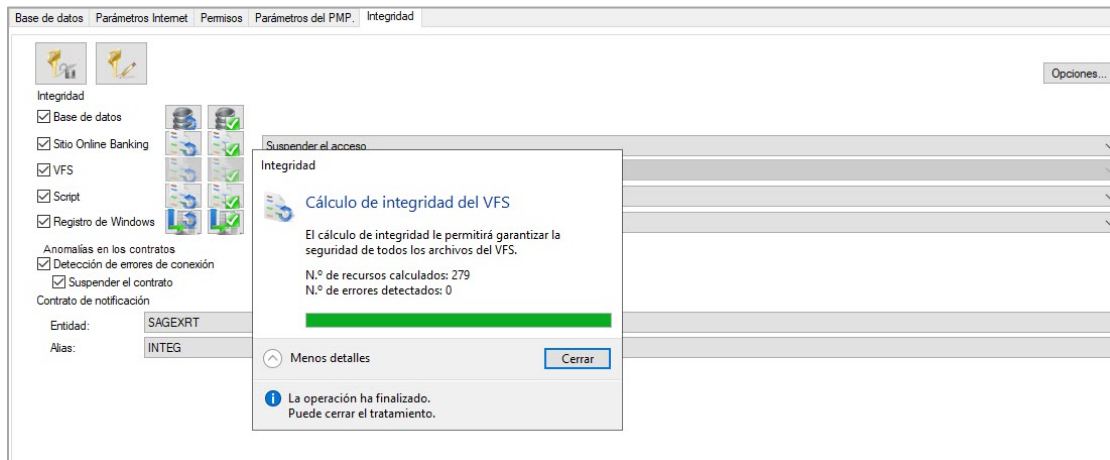 Base de datos Parámetros Internet Permisos Parámetros del PMP. Integridad
Opciones...
Integridad
Base de datos
Sitio Online Banking
Suspender el acceso
VFS
Script
Registro de Windows
Anomalías en los contratos
Detección de errores de conexión
Suspender el contrato
Contrato de notificación
Entidad: SAGEXRT
Alias: INTEG
Integridad
Cálculo de integridad del VFS
El cálculo de integridad le permitirá garantizar la
seguridad de todos los archivos del VFS.
N.º de recursos calculados: 279
N.º de errores detectados: 0
Menos detalles
Cerrar
La operación ha finalizado.
Puede cerrar el tratamiento.